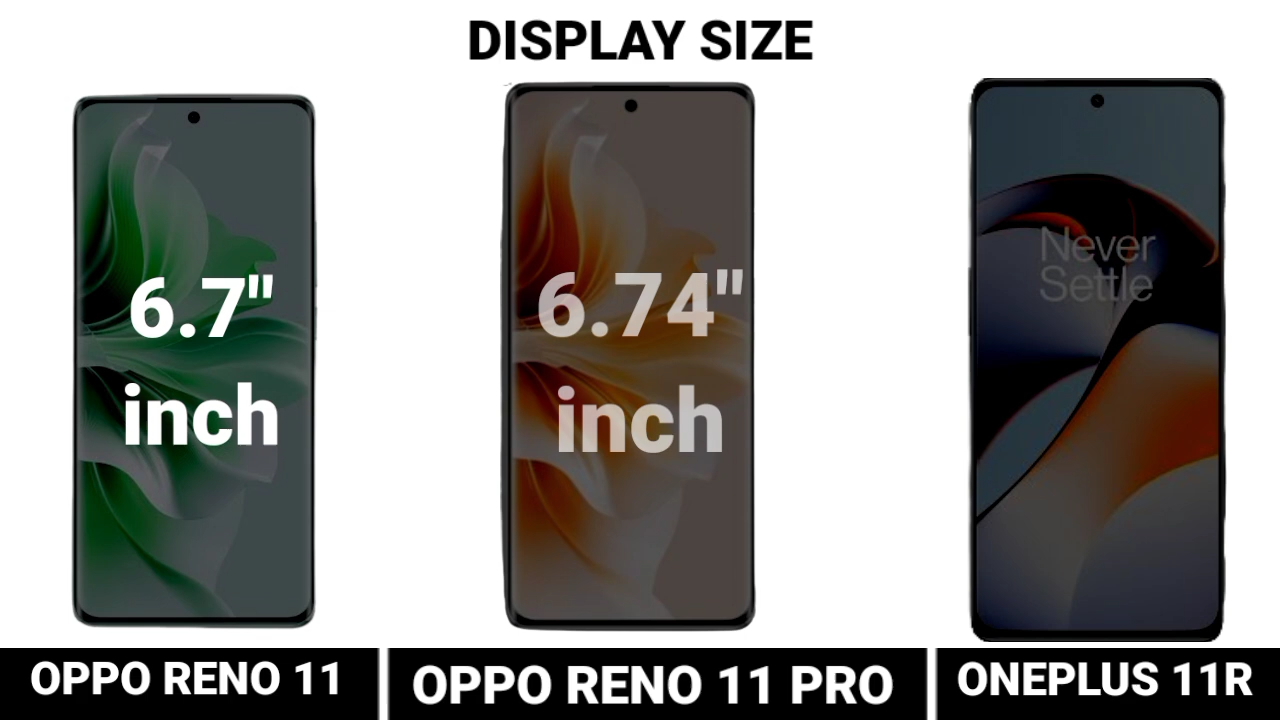 DISPLAY SIZE
6.7"
inch
6.74"
inch
Never
Settle
OPPO RENO 11
OPPO RENO 11 PRO
ONEPLUS 11R